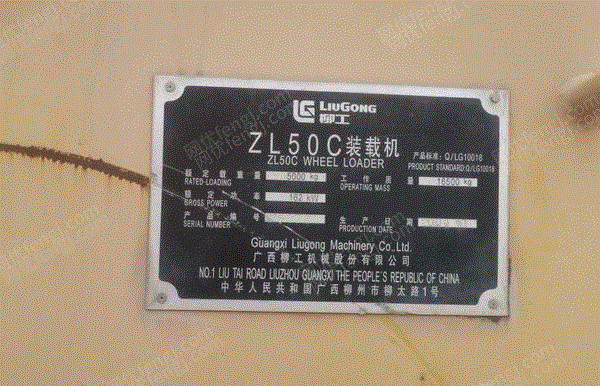 LIUGONG
柳工
ZL50C装载机
ZL50C WHEEL LOADER
产品标准: Q/LG10018
PRODUCT STANDARD:Q/LG10018
额定载重量 5000 kg
RATED-LOADING
工作质量 16500 kg
OPERATING MASS
额定功率 162 kW
GROSS POWER
产品编号
SERIAL NUMBER
生产日期
PRODUCTION DATE
Guangxi Liugong Machinery Co.Ltd.
广西柳工机械股份有限公司
NO.1 LIU TAI ROAD LIUZHOU GUANGXI THE PEOPLE'S REPUBLIC OF CHINA
中华人民共和国广西柳州市柳太路1号